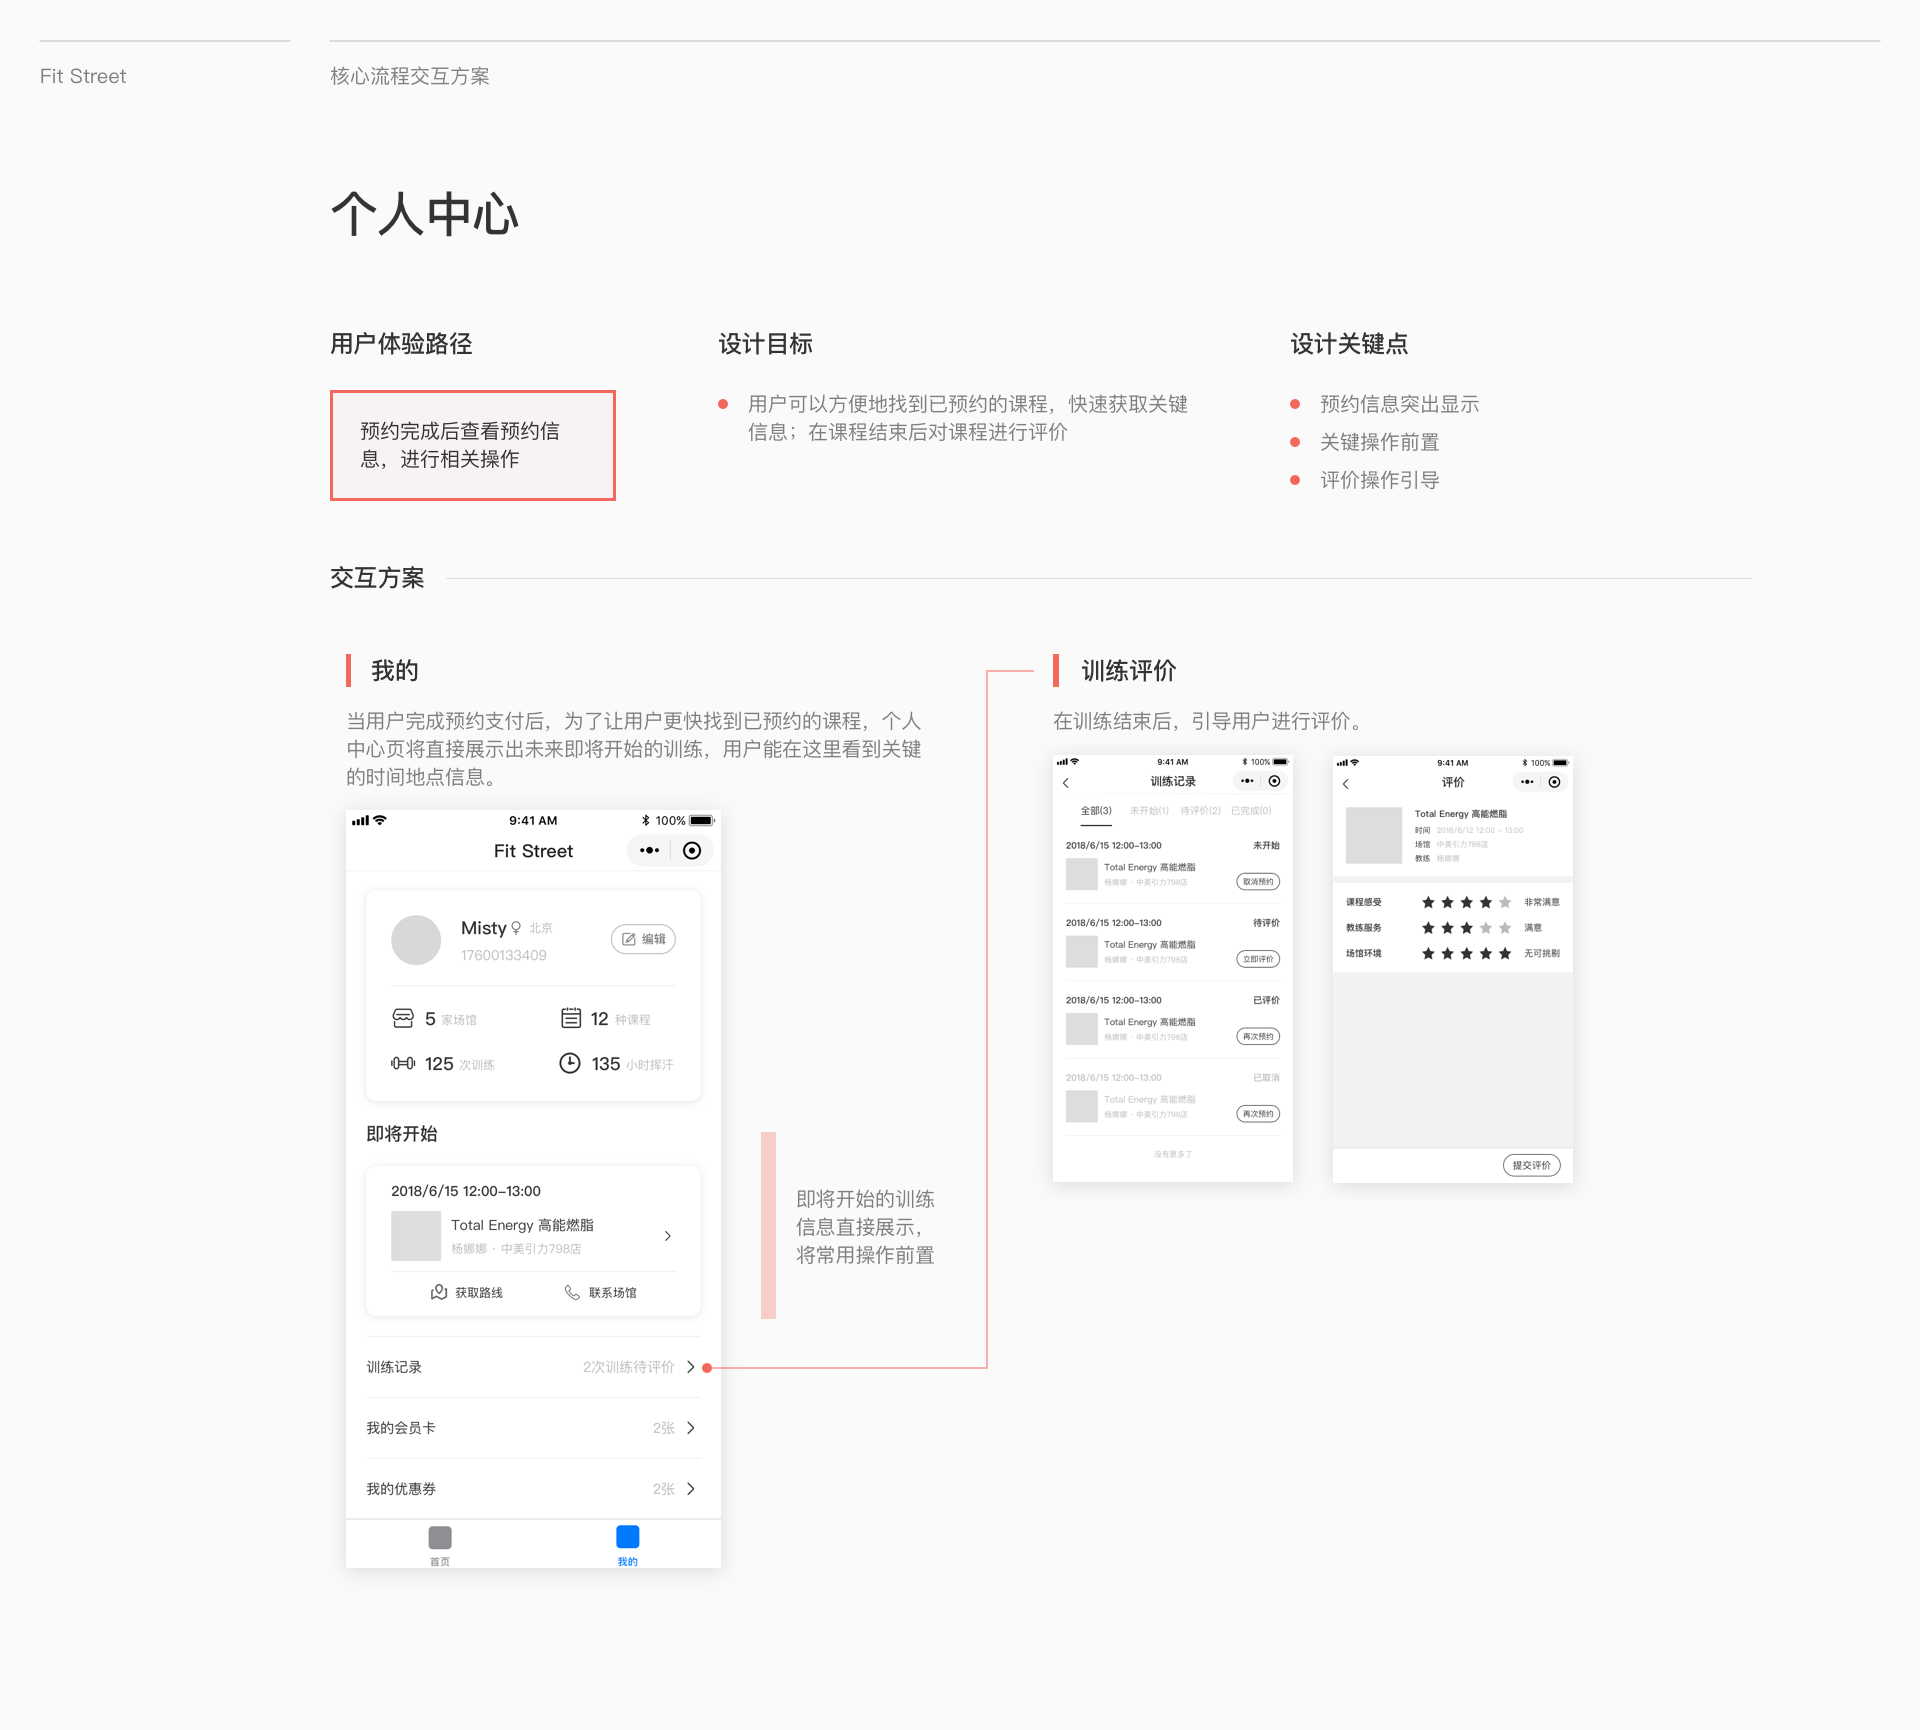 Fit Street
核心流程交互方案
个人中心
用户体验路径
预约完成后查看预约信
息，进行相关操作
设计目标
用户可以方便地找到已预约的课程，快速获取关键
信息；在课程结束后对课程进行评价
设计关键点
预约信息突出显示
关键操作前置
评价操作引导
交互方案
我的
当用户完成预约支付后，为了让用户更快找到已预约的课程，个人
中心页将直接展示出未来即将开始的训练，用户能在这里看到关键
的时间地点信息。
9:41 AM
100%
Fit Street
Misty 北京
17600133409
编辑
5 家场馆
12 种课程
125 次训练
135 小时挥汗
即将开始
2018/6/15 12:00-13:00
Total Energy 高能燃脂
杨娜娜 · 中美引力798店
获取路线
联系场馆
训练记录
2次训练待评价
我的会员卡
2张
我的优惠券
2张
首页
我的
即将开始的训练
信息直接展示，
将常用操作前置
训练评价
在训练结束后，引导用户进行评价。
9:41 AM
100%
训练记录
全部(3) 未开始(1) 待评价(2) 已完成(0)
2018/6/15 12:00-13:00 未开始
Total Energy 高能燃脂
杨娜娜 · 中美引力798店
取消预约
2018/6/15 12:00-13:00 待评价
Total Energy 高能燃脂
杨娜娜 · 中美引力798店
立即评价
2018/6/15 12:00-13:00 已评价
Total Energy 高能燃脂
杨娜娜 · 中美引力798店
再次预约
2018/6/15 12:00-13:00 已取消
Total Energy 高能燃脂
杨娜娜 · 中美引力798店
再次预约
没有更多了
9:41 AM
100%
评价
Total Energy 高能燃脂
时间 2018/6/12 12:00 - 13:00
场馆 中美引力798店
教练 杨娜娜
课程感受 非常满意
教练服务 满意
场馆环境 无可挑剔
提交评价